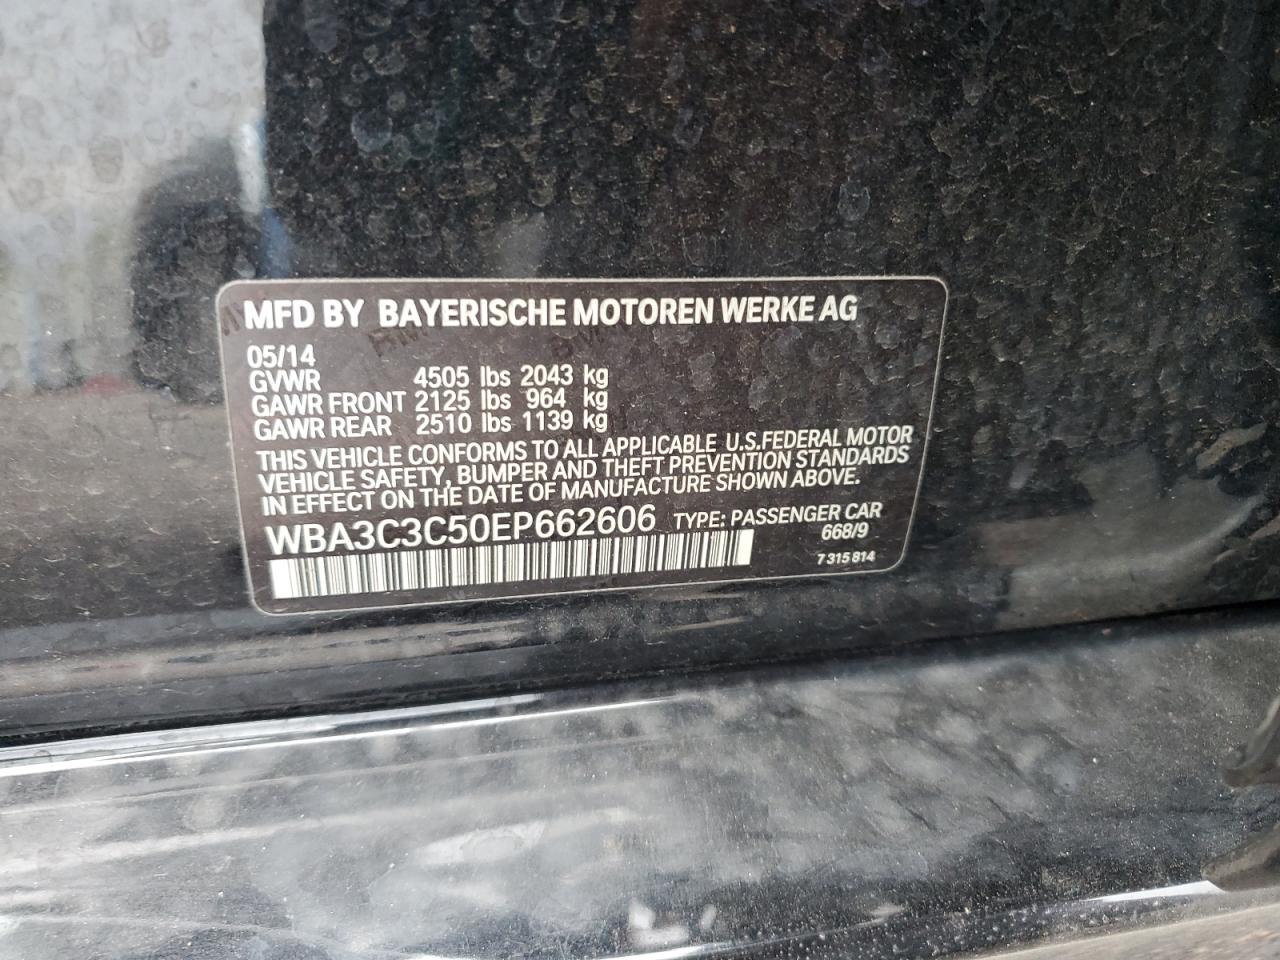 MFD BY BAYERISCHE MOTOREN WERKE AG
05/14
GVWR 4505 lbs 2043 kg
GAWR FRONT 2125 lbs 964 kg
GAWR REAR 2510 lbs 1139 kg
THIS VEHICLE CONFORMS TO ALL APPLICABLE U.S.FEDERAL MOTOR
VEHICLE SAFETY, BUMPER AND THEFT PREVENTION STANDARDS
IN EFFECT ON THE DATE OF MANUFACTURE SHOWN ABOVE.
WBA3C3C50EP662606 TYPE: PASSENGER CAR
668/9
7 315 814